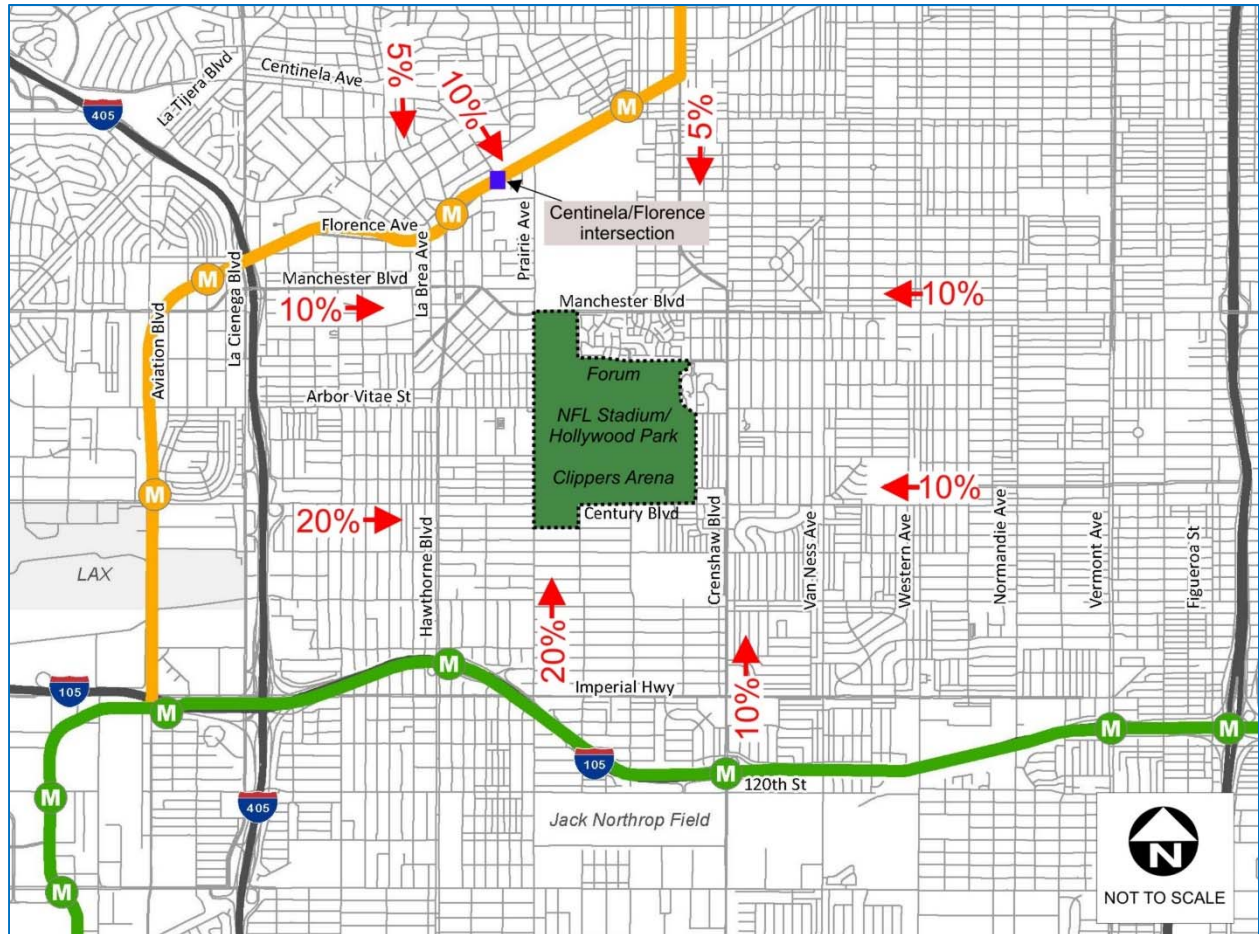 Centinela Ave
La Tijera Blvd
5%
10%
5%
405
M
Centinela/Florence
intersection
M
Florence Ave
La Brea Ave
Prairie Ave
M
La Cienega Blvd
Manchester Blvd
Manchester Blvd
10%
10%
Aviation Blvd
Arbor Vitae St
Forum
NFL Stadium/
Hollywood Park
Clippers Arena
M
20%
10%
Century Blvd
LAX
Hawthorne Blvd
Crenshaw Blvd
Van Ness Ave
Western Ave
Normandie Ave
Vermont Ave
Figueroa St
20%
M
Imperial Hwy
10%
105
M
105
M
120th St
M
M
M
405
Jack Northrop Field
M
N
NOT TO SCALE